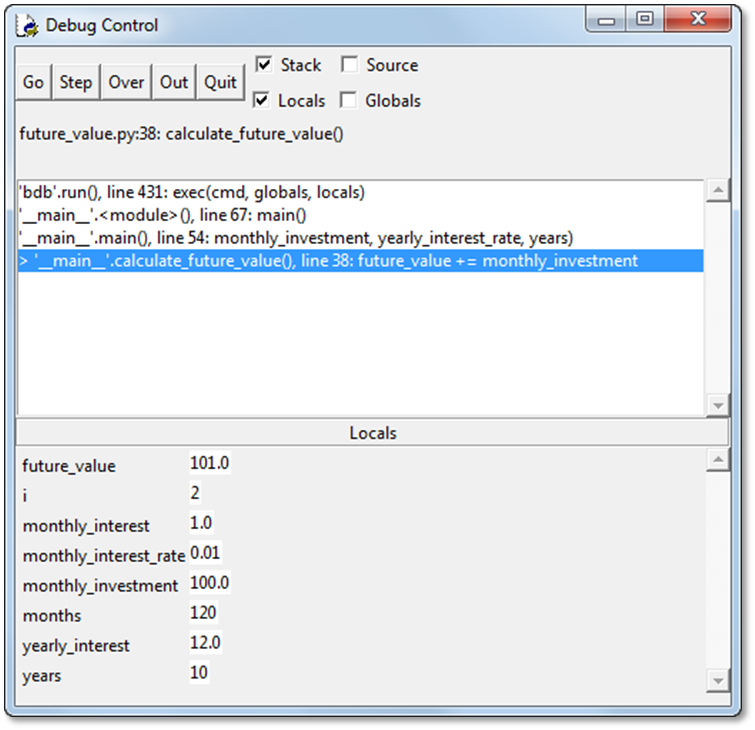 Debug Control
Go Step Over Out Quit
Stack Source
Locals Globals
future_value.py:38: calculate_future_value()
'bdb'.run(), line 431: exec(cmd, globals, locals)
'__main__'.<module>(), line 67: main()
'__main__'.main(), line 54: monthly_investment, yearly_interest_rate, years)
> '__main__'.calculate_future_value(), line 38: future_value += monthly_investment
Locals
future_value 101.0
i 2
monthly_interest 1.0
monthly_interest_rate 0.01
monthly_investment 100.0
months 120
yearly_interest 12.0
years 10